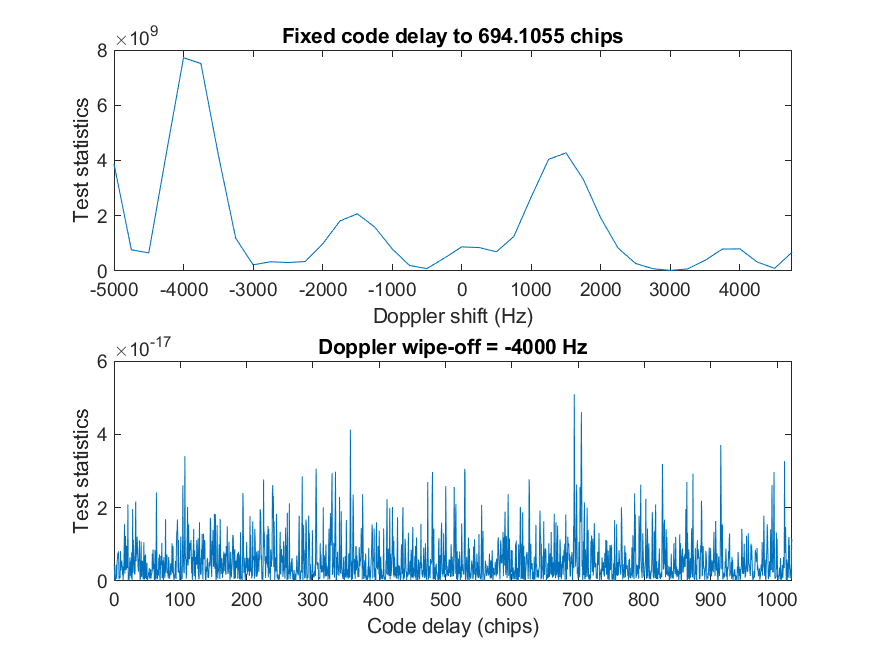 Fixed code delay to 694.1055 chips
×10^9
8
6
4
2
0
Test statistics
-5000 -4000 -3000 -2000 -1000 0 1000 2000 3000 4000
Doppler shift (Hz)
Doppler wipe-off = -4000 Hz
×10^-17
6
4
2
0
Test statistics
0 100 200 300 400 500 600 700 800 900 1000
Code delay (chips)